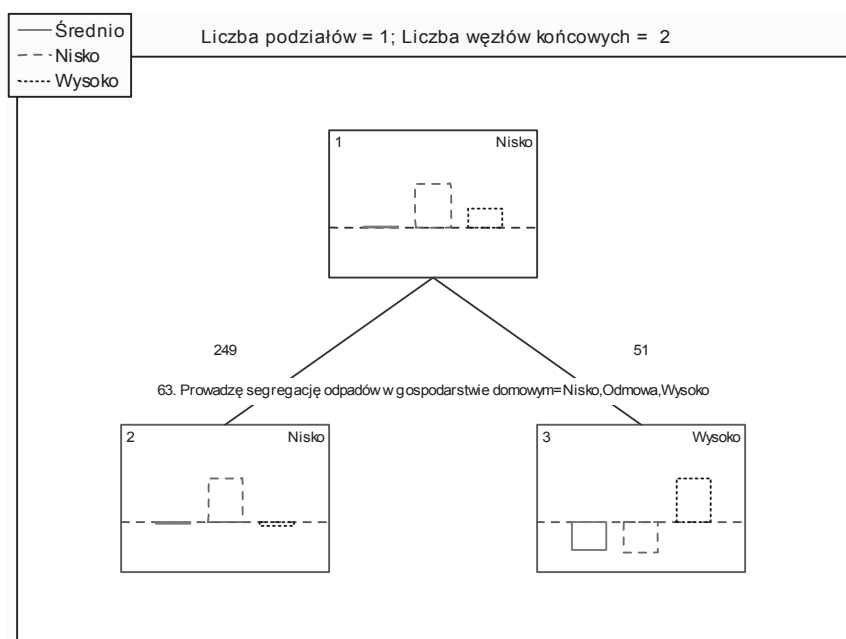 Średnio
Nisko
Wysoko
Liczba podziałów = 1; Liczba węzłów końcowych = 2
1 Nisko
249 51
63. Prowadzę segregację odpadów w gospodarstwie domowym=Nisko,Odmowa,Wysoko
2 Nisko
3 Wysoko